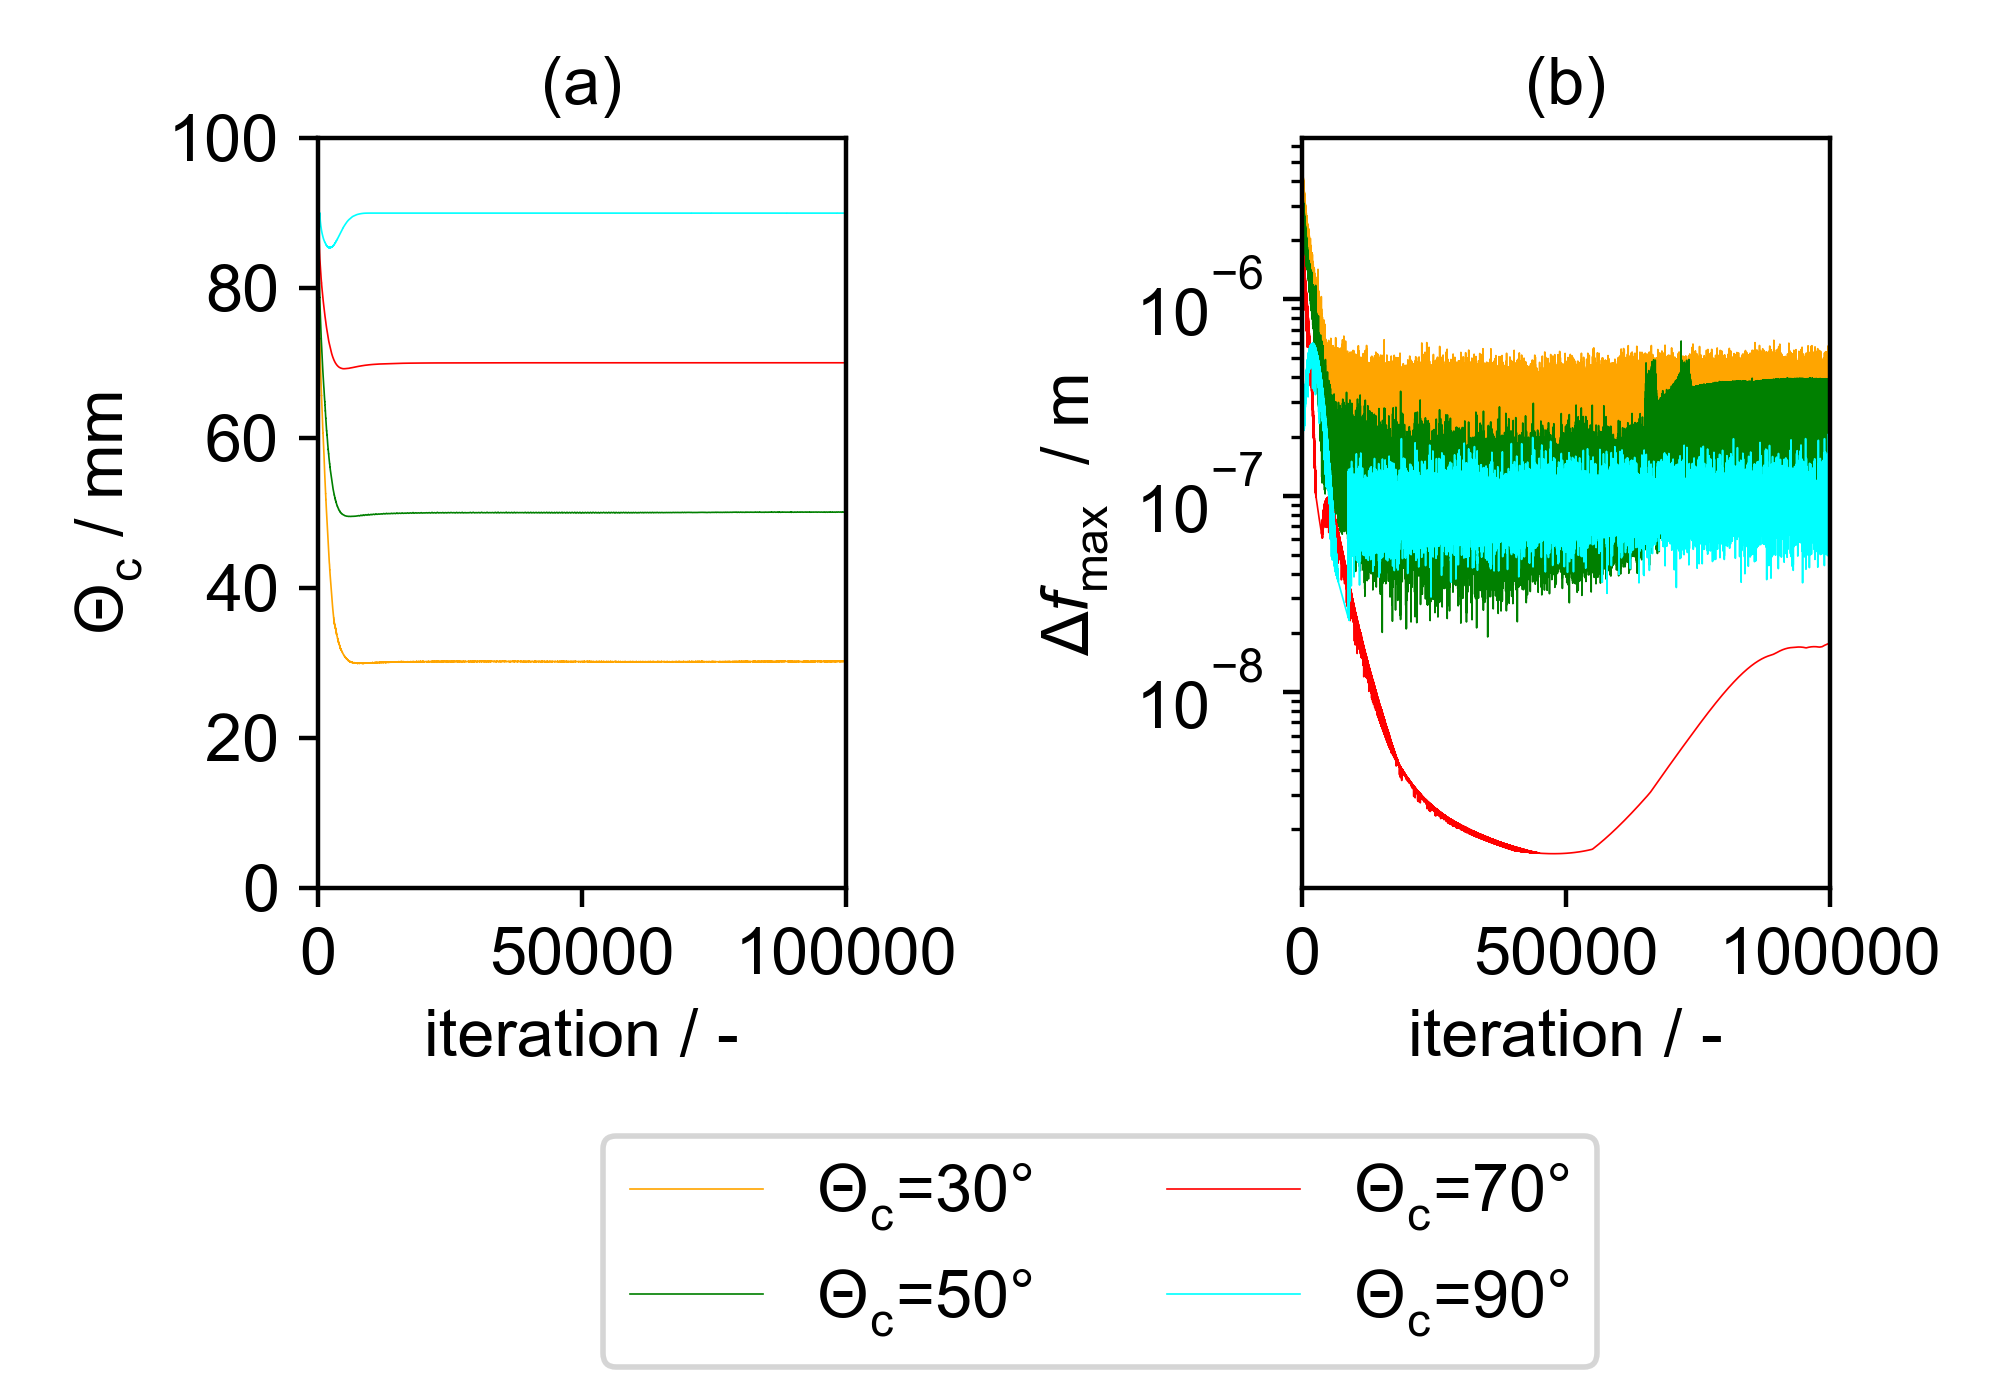 (a)
100
80
60
40
20
0
Θc / mm
0 50000 100000
iteration / -
(b)
10−6
10−7
10−8
Δfmax / m
0 50000 100000
iteration / -
Θc=30° Θc=70°
Θc=50° Θc=90°